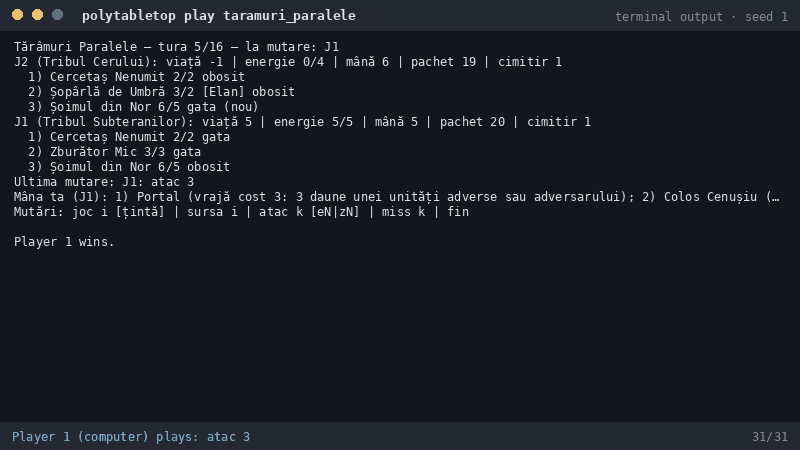 polytabletop play taramuri_paralele
terminal output · seed 1
Tărâmuri Paralele — tura 5/16 — la mutare: J1
J2 (Tribul Cerului): viață -1 | energie 0/4 | mână 6 | pachet 19 | cimitir 1
1) Cercetaș Nenumit 2/2 obosit
2) Șopârlă de Umbră 3/2 [Elan] obosit
3) Șoimul din Nor 6/5 gata (nou)
J1 (Tribul Subteranilor): viață 5 | energie 5/5 | mână 5 | pachet 20 | cimitir 1
1) Cercetaș Nenumit 2/2 gata
2) Zburător Mic 3/3 gata
3) Șoimul din Nor 6/5 obosit
Ultima mutare: J1: atac 3
Mâna ta (J1): 1) Portal (vrajă cost 3: 3 daune unei unități adverse sau adversarului); 2) Colos Cenușiu (…
Mutări: joc i [țintă] | sursa i | atac k [eN|zN] | miss k | fin
Player 1 wins.
Player 1 (computer) plays: atac 3
31/31